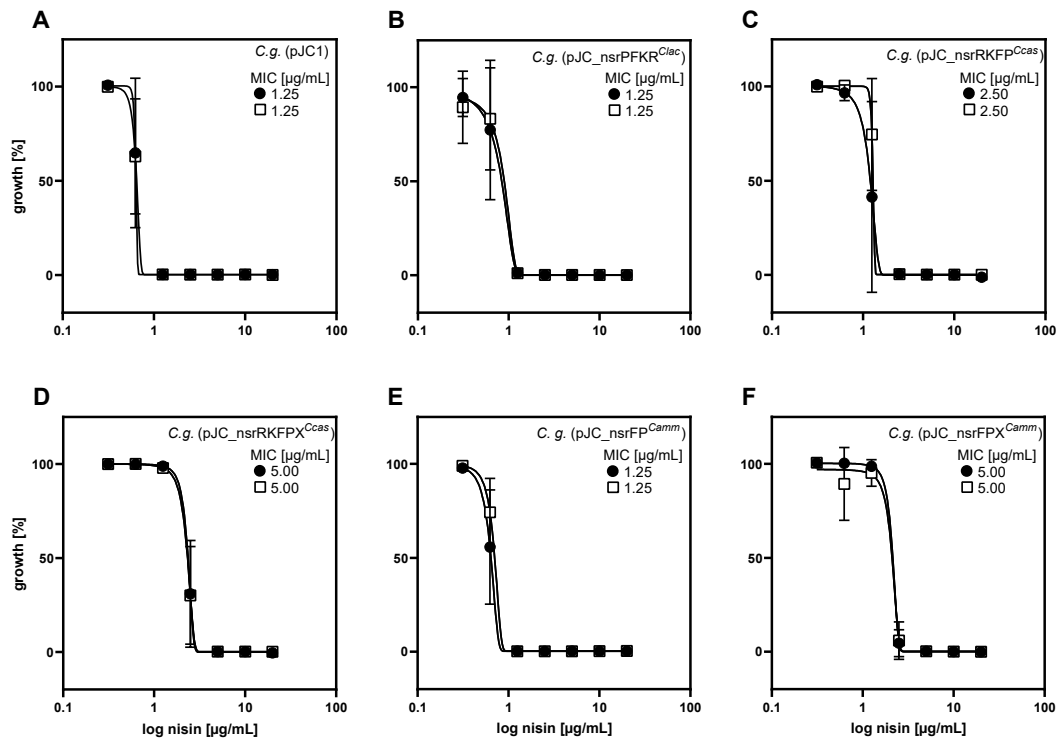 A
C.g. (pJC1)
MIC [µg/mL]
1.25
1.25
growth [%]
100
50
0
0.1
1
10
100
B
C.g. (pJC_nsrPFKR^Clac)
MIC [µg/mL]
1.25
1.25
100
50
0
0.1
1
10
100
C
C.g. (pJC_nsrRKFP^Ccas)
MIC [µg/mL]
2.50
2.50
100
50
0
0.1
1
10
100
D
C.g. (pJC_nsrRKFPX^Ccas)
MIC [µg/mL]
5.00
5.00
growth [%]
100
50
0
0.1
1
10
100
log nisin [µg/mL]
E
C. g. (pJC_nsrFP^Camm)
MIC [µg/mL]
1.25
1.25
100
50
0
0.1
1
10
100
log nisin [µg/mL]
F
C. g. (pJC_nsrFPX^Camm)
MIC [µg/mL]
5.00
5.00
100
50
0
0.1
1
10
100
log nisin [µg/mL]